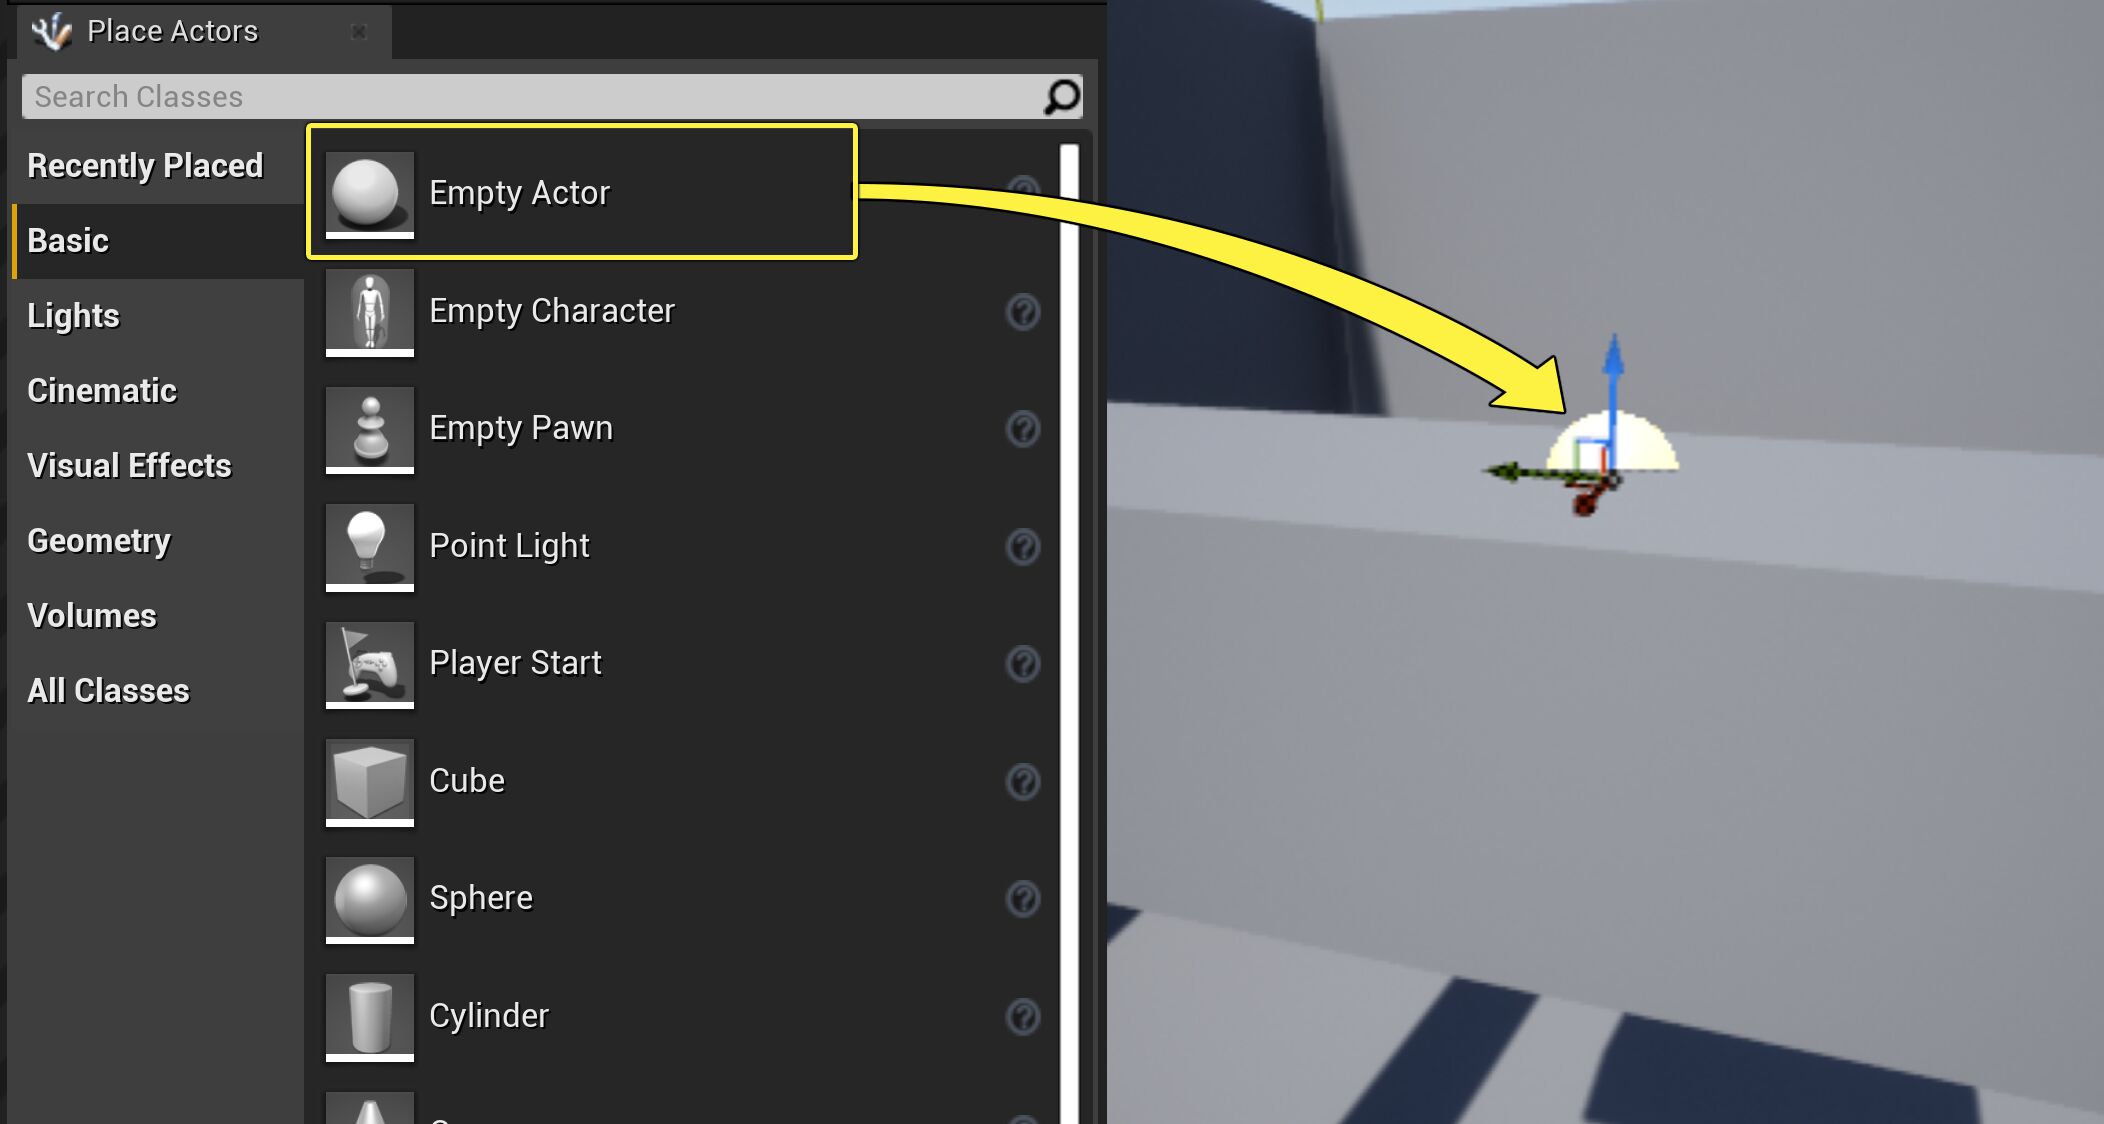 Place Actors
Search Classes
Recently Placed
Basic
Lights
Cinematic
Visual Effects
Geometry
Volumes
All Classes
Empty Actor
Empty Character
Empty Pawn
Point Light
Player Start
Cube
Sphere
Cylinder